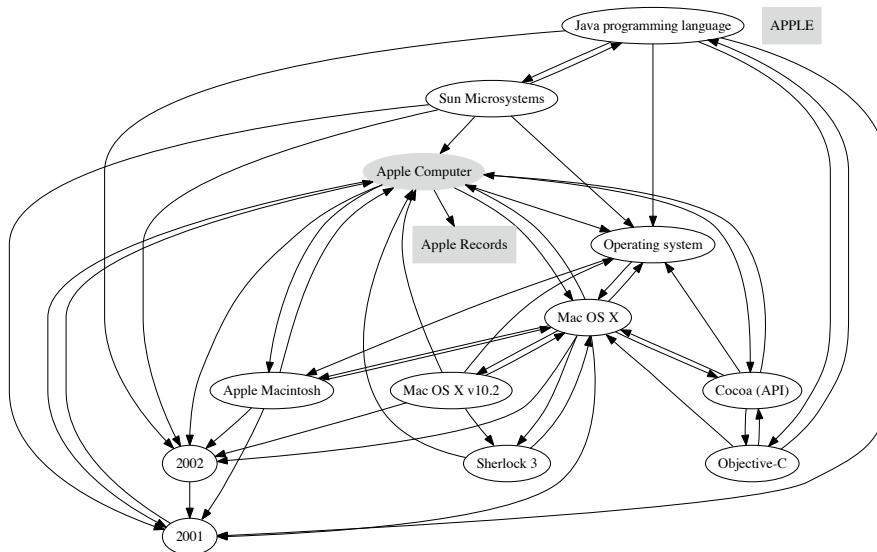 Java programming language
APPLE
Sun Microsystems
Apple Computer
Apple Records
Operating system
Mac OS X
Apple Macintosh
Mac OS X v10.2
Cocoa (API)
2002
Sherlock 3
Objective-C
2001